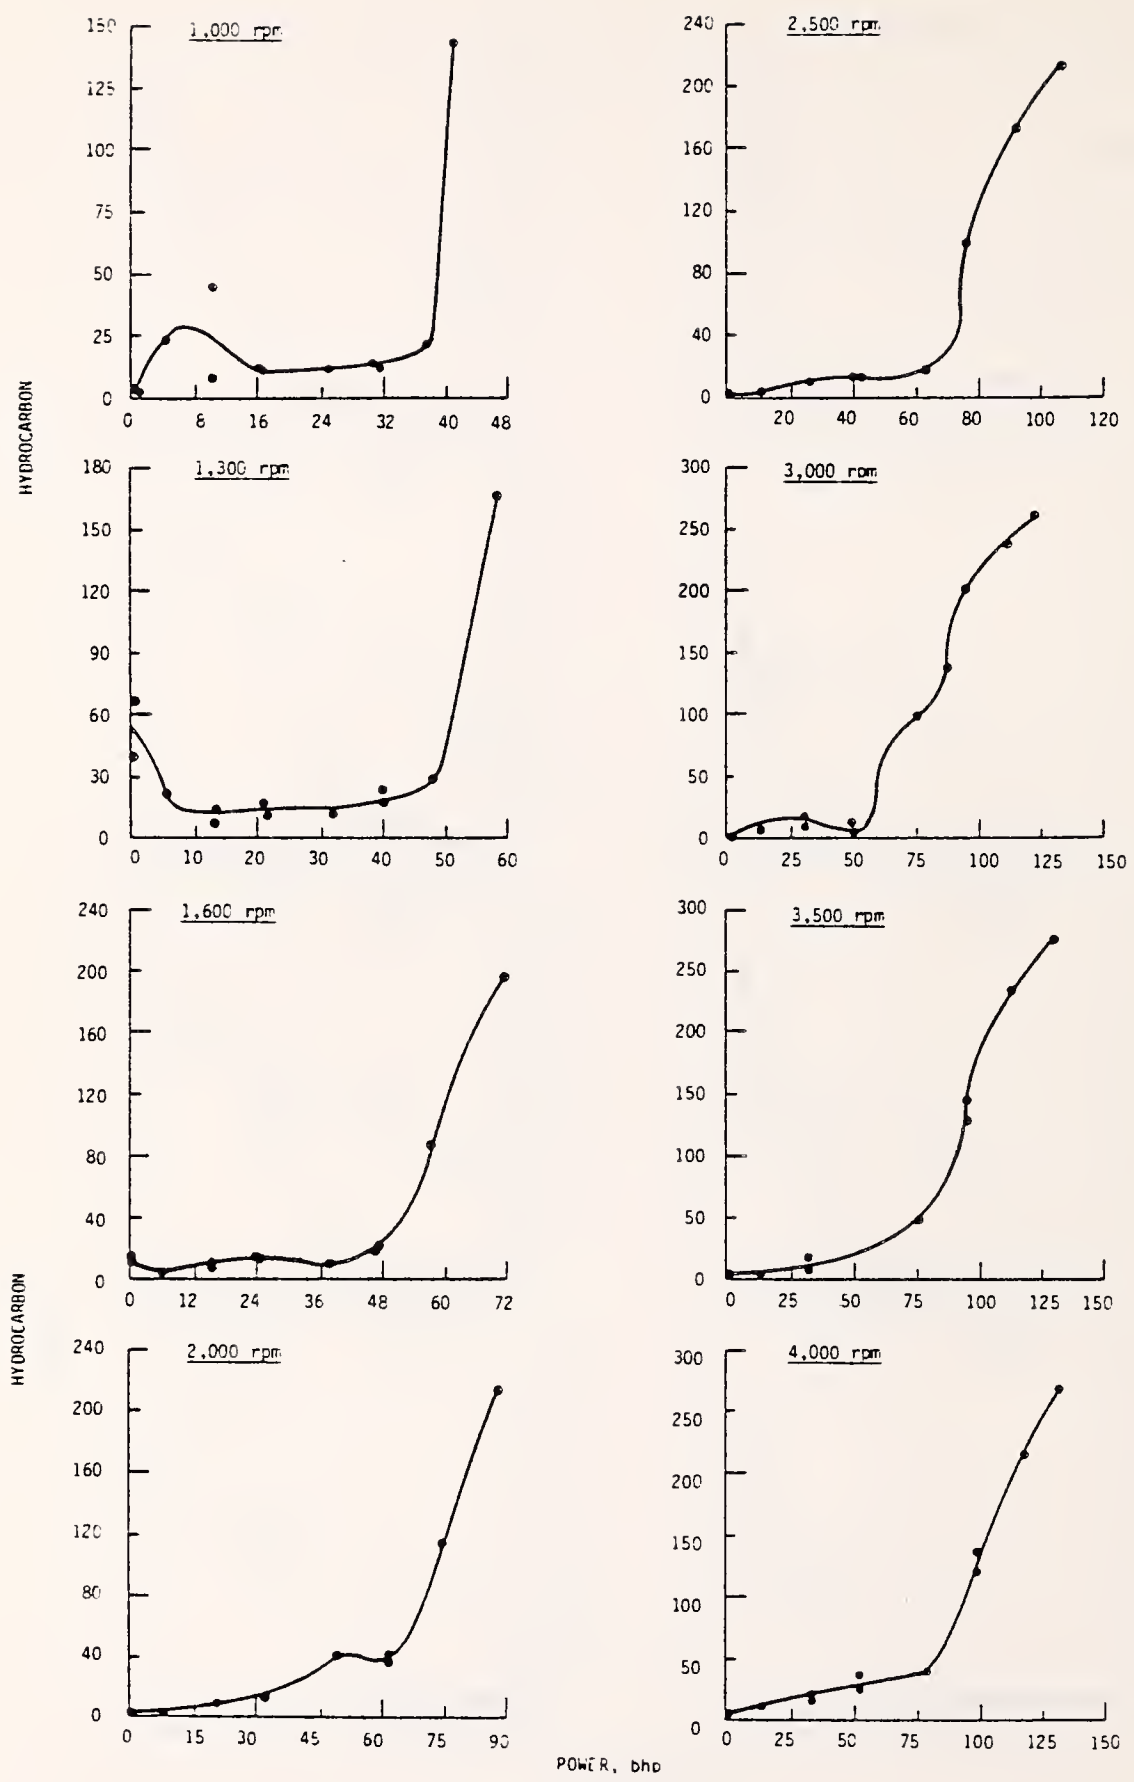 1,000 rpm
150
125
100
75
50
25
0
0 8 16 24 32 40 48
2,500 rpm
240
200
160
120
80
40
0
20 40 60 80 100 120
HYDROCARBON
1,300 rpm
180
150
120
90
60
30
0
0 10 20 30 40 50 60
3,000 rpm
300
250
200
150
100
50
0
0 25 50 75 100 125 150
1,600 rpm
240
200
160
120
80
40
0
0 12 24 36 48 60 72
3,500 rpm
300
250
200
150
100
50
0
0 25 50 75 100 125 150
HYDROCARBON
2,000 rpm
240
200
160
120
80
40
0
0 15 30 45 60 75 90
4,000 rpm
300
250
200
150
100
50
0
0 25 50 75 100 125 150
POWER, bhp